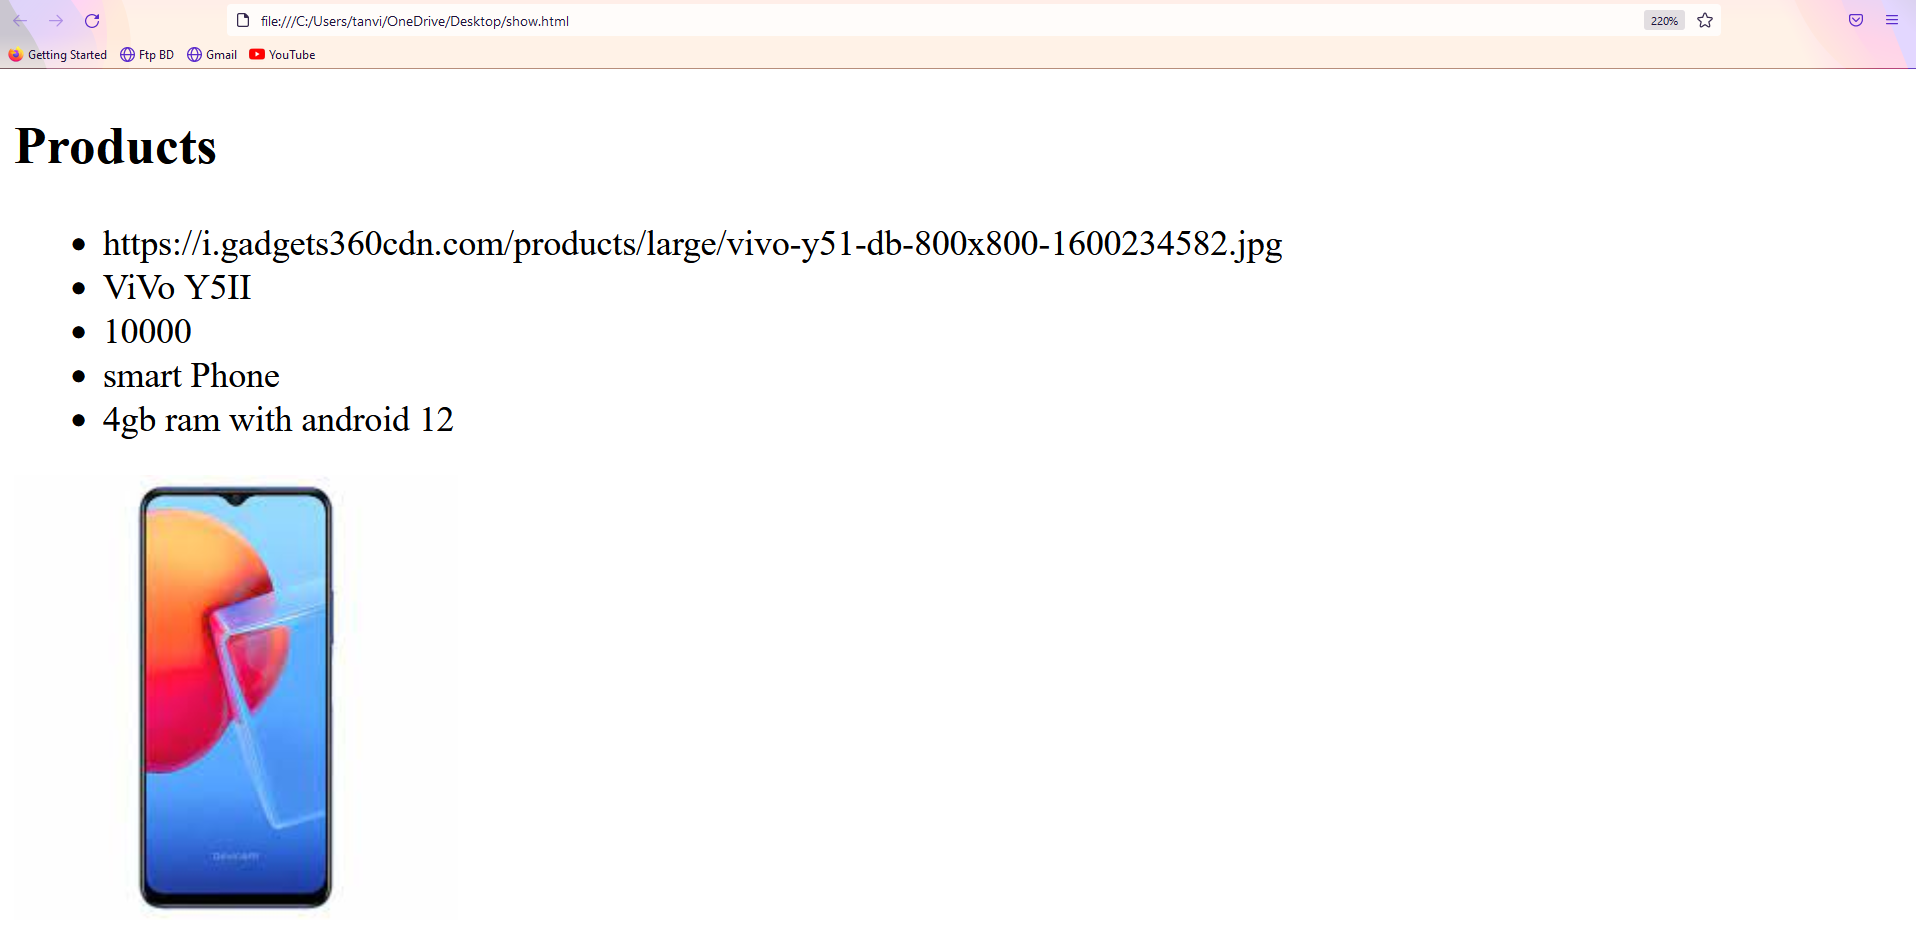 file:///C:/Users/tanvi/OneDrive/Desktop/show.html
220%
Getting Started
Ftp BD
Gmail
YouTube
Products
https://i.gadgets360cdn.com/products/large/vivo-y51-db-800x800-1600234582.jpg
ViVo Y5II
10000
smart Phone
4gb ram with android 12